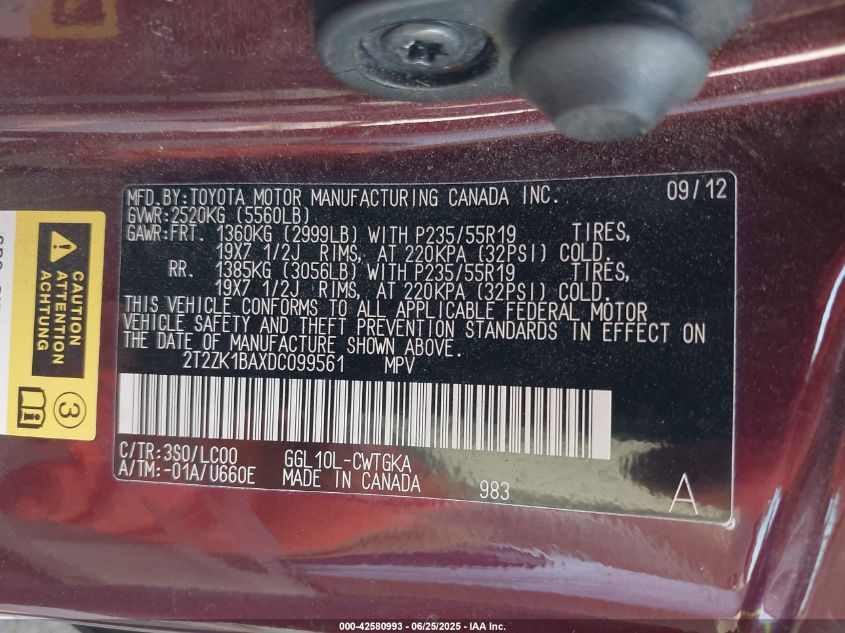 MFD.BY:TOYOTA MOTOR MANUFACTURING CANADA INC. 09/12
GVWR:2520KG (5560LB)
GAWR:FRT. 1360KG (2999LB) WITH P235/55R19 TIRES,
19X7 1/2J RIMS, AT 220KPA (32PSI) COLD.
RR. 1385KG (3056LB) WITH P235/55R19 TIRES,
19X7 1/2J RIMS, AT 220KPA (32PSI) COLD.
THIS VEHICLE CONFORMS TO ALL APPLICABLE FEDERAL MOTOR
VEHICLE SAFETY AND THEFT PREVENTION STANDARDS IN EFFECT ON
THE DATE OF MANUFACTURE SHOWN ABOVE.
2T2ZK1BAXDC099561 MPV
C/TR:3S0/LC00 GGL10L-CWTGKA
A/TM:-01A/U660E MADE IN CANADA 983 A
CAUTION
ATTENTION
PRECAUCIÓN
3
000-42580993 - 06/25/2025 - IAA Inc.